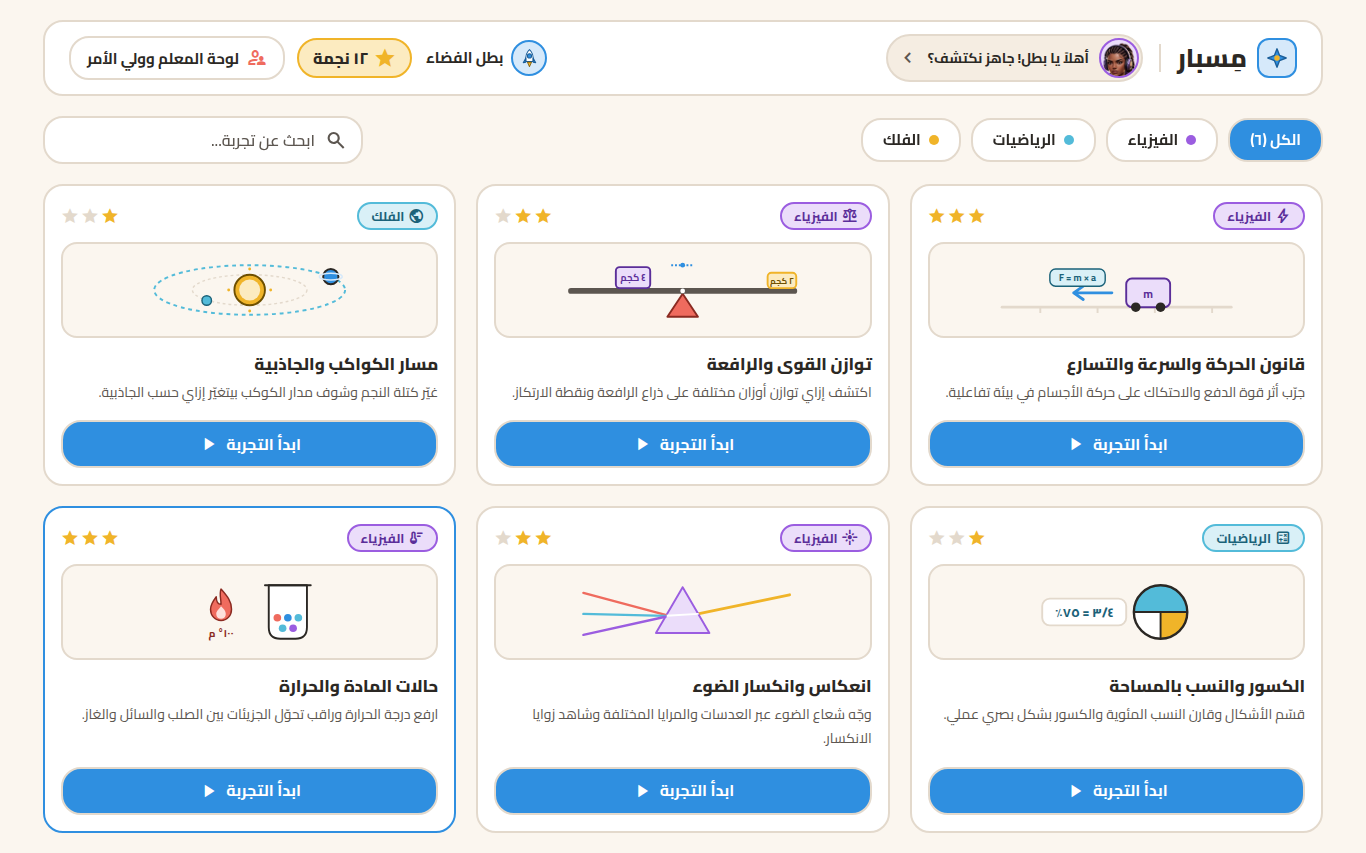 مِسبار
أهلاً يا بطل! جاهز نكتشف؟
بطل الفضاء
١٢ نجمة
لوحة المعلم وولي الأمر
الكل (٦)
الفيزياء
الرياضيات
الفلك
ابحث عن تجربة...
الفيزياء
F = m × a
m
قانون الحركة والسرعة والتسارع
جرّب أثر قوة الدفع والاحتكاك على حركة الأجسام في بيئة تفاعلية.
ابدأ التجربة
الفيزياء
٤ كجم
٢ كجم
توازن القوى والرافعة
اكتشف إزاي توازن أوزان مختلفة على ذراع الرافعة ونقطة الارتكاز.
ابدأ التجربة
الفلك
مسار الكواكب والجاذبية
غيّر كتلة النجم وشوف مدار الكوكب بيتغيّر إزاي حسب الجاذبية.
ابدأ التجربة
الرياضيات
٣/٤ = ٧٥٪
الكسور والنسب بالمساحة
قسّم الأشكال وقارن النسب المئوية والكسور بشكل بصري عملي.
ابدأ التجربة
الفيزياء
انعكاس وانكسار الضوء
وجّه شعاع الضوء عبر العدسات والمرايا المختلفة وشاهد زوايا
الانكسار.
ابدأ التجربة
الفيزياء
١٠٠° م
حالات المادة والحرارة
ارفع درجة الحرارة وراقب تحوّل الجزيئات بين الصلب والسائل والغاز.
ابدأ التجربة